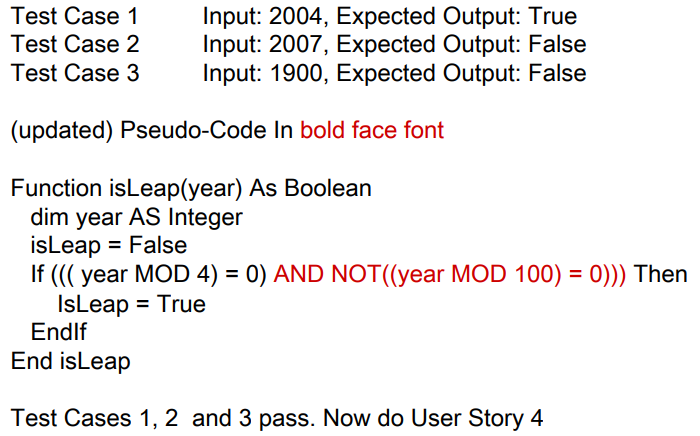 Test Case 1 Input: 2004, Expected Output: True
Test Case 2 Input: 2007, Expected Output: False
Test Case 3 Input: 1900, Expected Output: False
(updated) Pseudo-Code In bold face font
Function isLeap(year) As Boolean
dim year AS Integer
isLeap = False
If ((( year MOD 4) = 0) AND NOT((year MOD 100) = 0))) Then
IsLeap = True
EndIf
End isLeap
Test Cases 1, 2 and 3 pass. Now do User Story 4